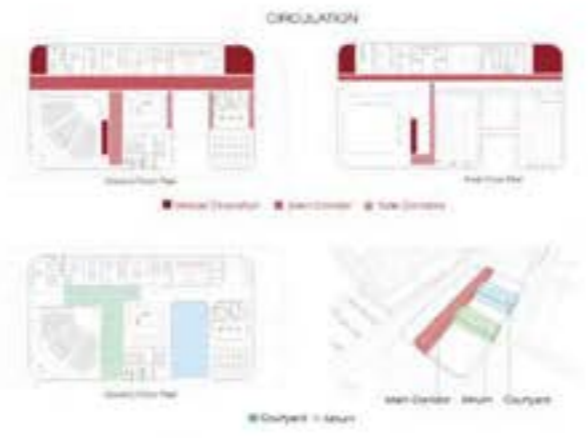 CIRCULATION
Ground Floor Plan
First Floor Plan
Vertical Circulation Main Corridor Side Corridors
Ground Floor Plan
Main Corridor Atrium Courtyard
Courtyard Atrium